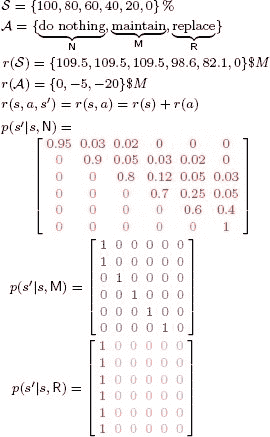 S = {100, 80, 60, 40, 20, 0} %
A = {do nothing, maintain, replace}
N M R
r(S) = {109.5, 109.5, 109.5, 98.6, 82.1, 0}$M
r(A) = {0, −5, −20}$M
r(s, a, s′) = r(s, a) = r(s) + r(a)
p(s′|s, N) =
0.95 0.03 0.02 0 0 0
0 0.9 0.05 0.03 0.02 0
0 0 0.8 0.12 0.05 0.03
0 0 0 0.7 0.25 0.05
0 0 0 0 0.6 0.4
0 0 0 0 0 1
1 0 0 0 0 0
1 0 0 0 0 0
0 1 0 0 0 0
p(s′|s, M) =
0 0 1 0 0 0
0 0 0 1 0 0
0 0 0 0 1 0
1 0 0 0 0 0
1 0 0 0 0 0
1 0 0 0 0 0
p(s′|s, R) =
1 0 0 0 0 0
1 0 0 0 0 0
1 0 0 0 0 0